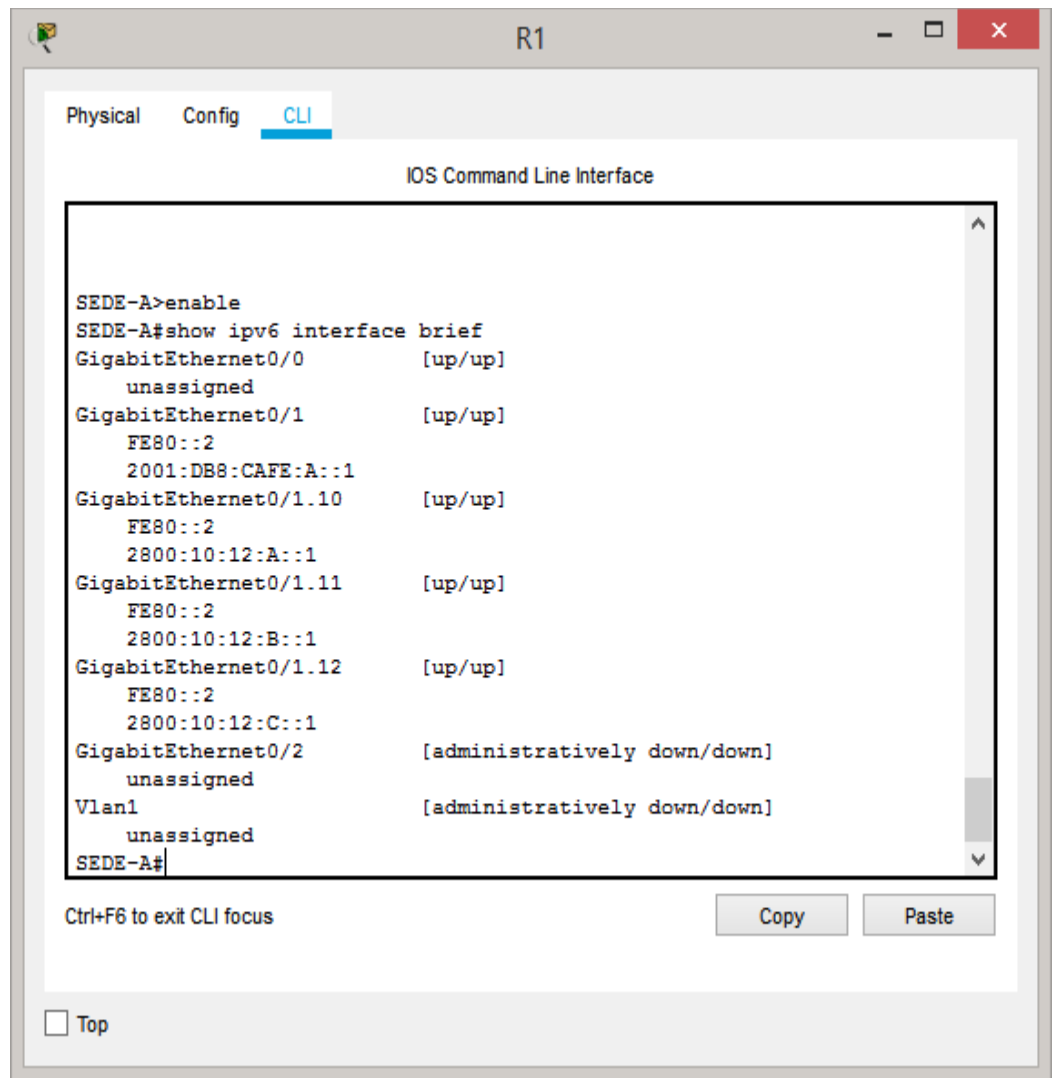 R1
Physical Config CLI
IOS Command Line Interface
SEDE-A>enable
SEDE-A#show ipv6 interface brief
GigabitEthernet0/0 [up/up]
unassigned
GigabitEthernet0/1 [up/up]
FE80::2
2001:DB8:CAFE:A::1
GigabitEthernet0/1.10 [up/up]
FE80::2
2800:10:12:A::1
GigabitEthernet0/1.11 [up/up]
FE80::2
2800:10:12:B::1
GigabitEthernet0/1.12 [up/up]
FE80::2
2800:10:12:C::1
GigabitEthernet0/2 [administratively down/down]
unassigned
Vlan1 [administratively down/down]
unassigned
SEDE-A#
Ctrl+F6 to exit CLI focus Copy Paste
Top